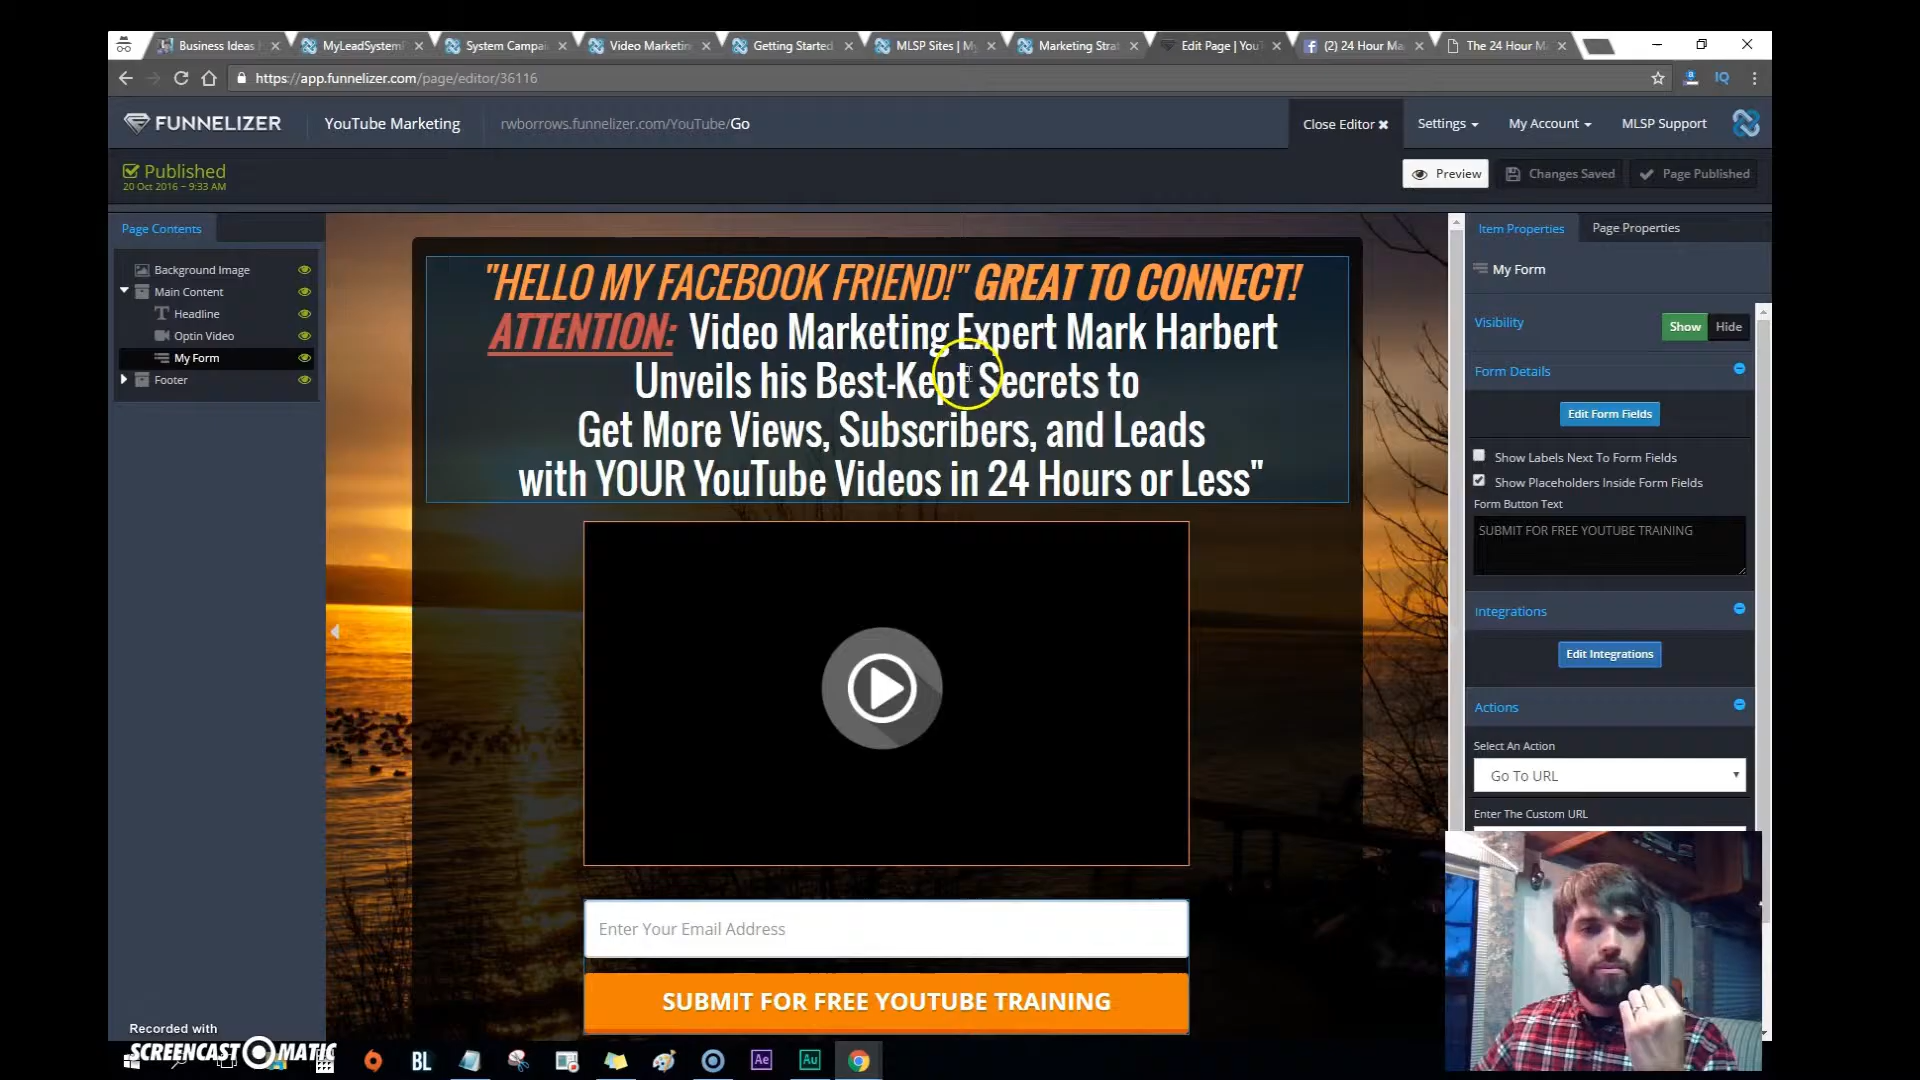 Business Ideas
MyLeadSystemP
System Campai
Video Marketin
Getting Started
MLSP Sites | My
Marketing Stra
Edit Page | You
(2) 24 Hour Ma
The 24 Hour M
https://app.funnelizer.com/page/editor/36116
IQ
FUNNELIZER
YouTube Marketing
rwborrows.funnelizer.com/YouTube/Go
Close Editor ✖
Settings
My Account
MLSP Support
Published
20 Oct 2016 ~ 9:33 AM
Preview
Changes Saved
Page Published
Page Contents
Background Image
Main Content
Headline
Optin Video
My Form
Footer
"HELLO MY FACEBOOK FRIEND!" GREAT TO CONNECT!
ATTENTION: Video Marketing Expert Mark Harbert
Unveils his Best-Kept Secrets to
Get More Views, Subscribers, and Leads
with YOUR YouTube Videos in 24 Hours or Less"
Enter Your Email Address
SUBMIT FOR FREE YOUTUBE TRAINING
Item Properties
Page Properties
My Form
Visibility
Show
Hide
Form Details
Edit Form Fields
Show Labels Next To Form Fields
Show Placeholders Inside Form Fields
Form Button Text
SUBMIT FOR FREE YOUTUBE TRAINING
Integrations
Edit Integrations
Actions
Select An Action
Go To URL
Enter The Custom URL
Recorded with
SCREENCAST MATIC
BL
Ae
Au